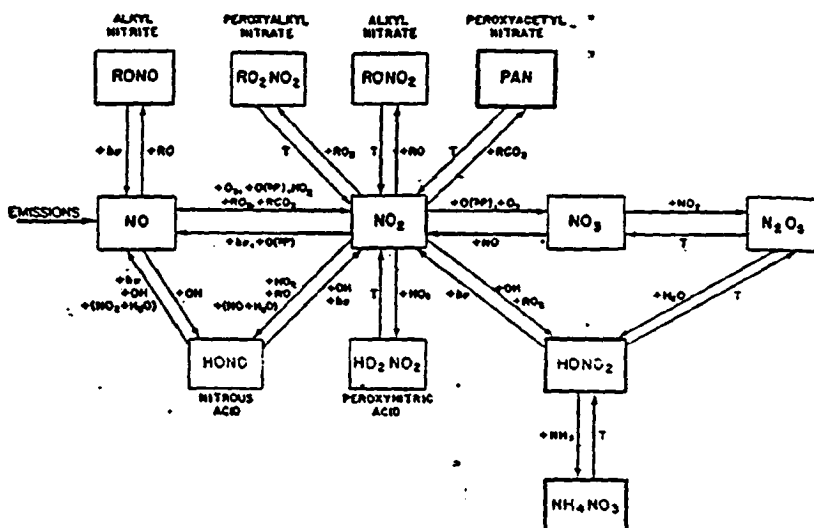 ALKYL NITRITE
PEROXYALKYL NITRATE
ALKYL NITRATE
PEROXYACETYL NITRATE
RONO
RO₂NO₂
RONO₂
PAN
+hν
+RO
T
+RO₂
T
+RO
T
+RCO₃
EMISSIONS
NO
+O₃, +O(³P), HO₂
+RO₂, +RCO₃
+hν, +O(³P)
NO₂
+O(³P), +O₃
+NO
NO₃
+NO₂
T
N₂O₅
+hν
+OH
+(NO₂+H₂O)
+OH
+HO₂
+RO
+(NO+H₂O)
+OH
+hν
T
+HO₂
+hν
+OH
+RO₂
+H₂O
T
HONO
NITROUS ACID
HO₂NO₂
PEROXYNITRIC ACID
HONO₂
+NH₃
T
NH₄NO₃